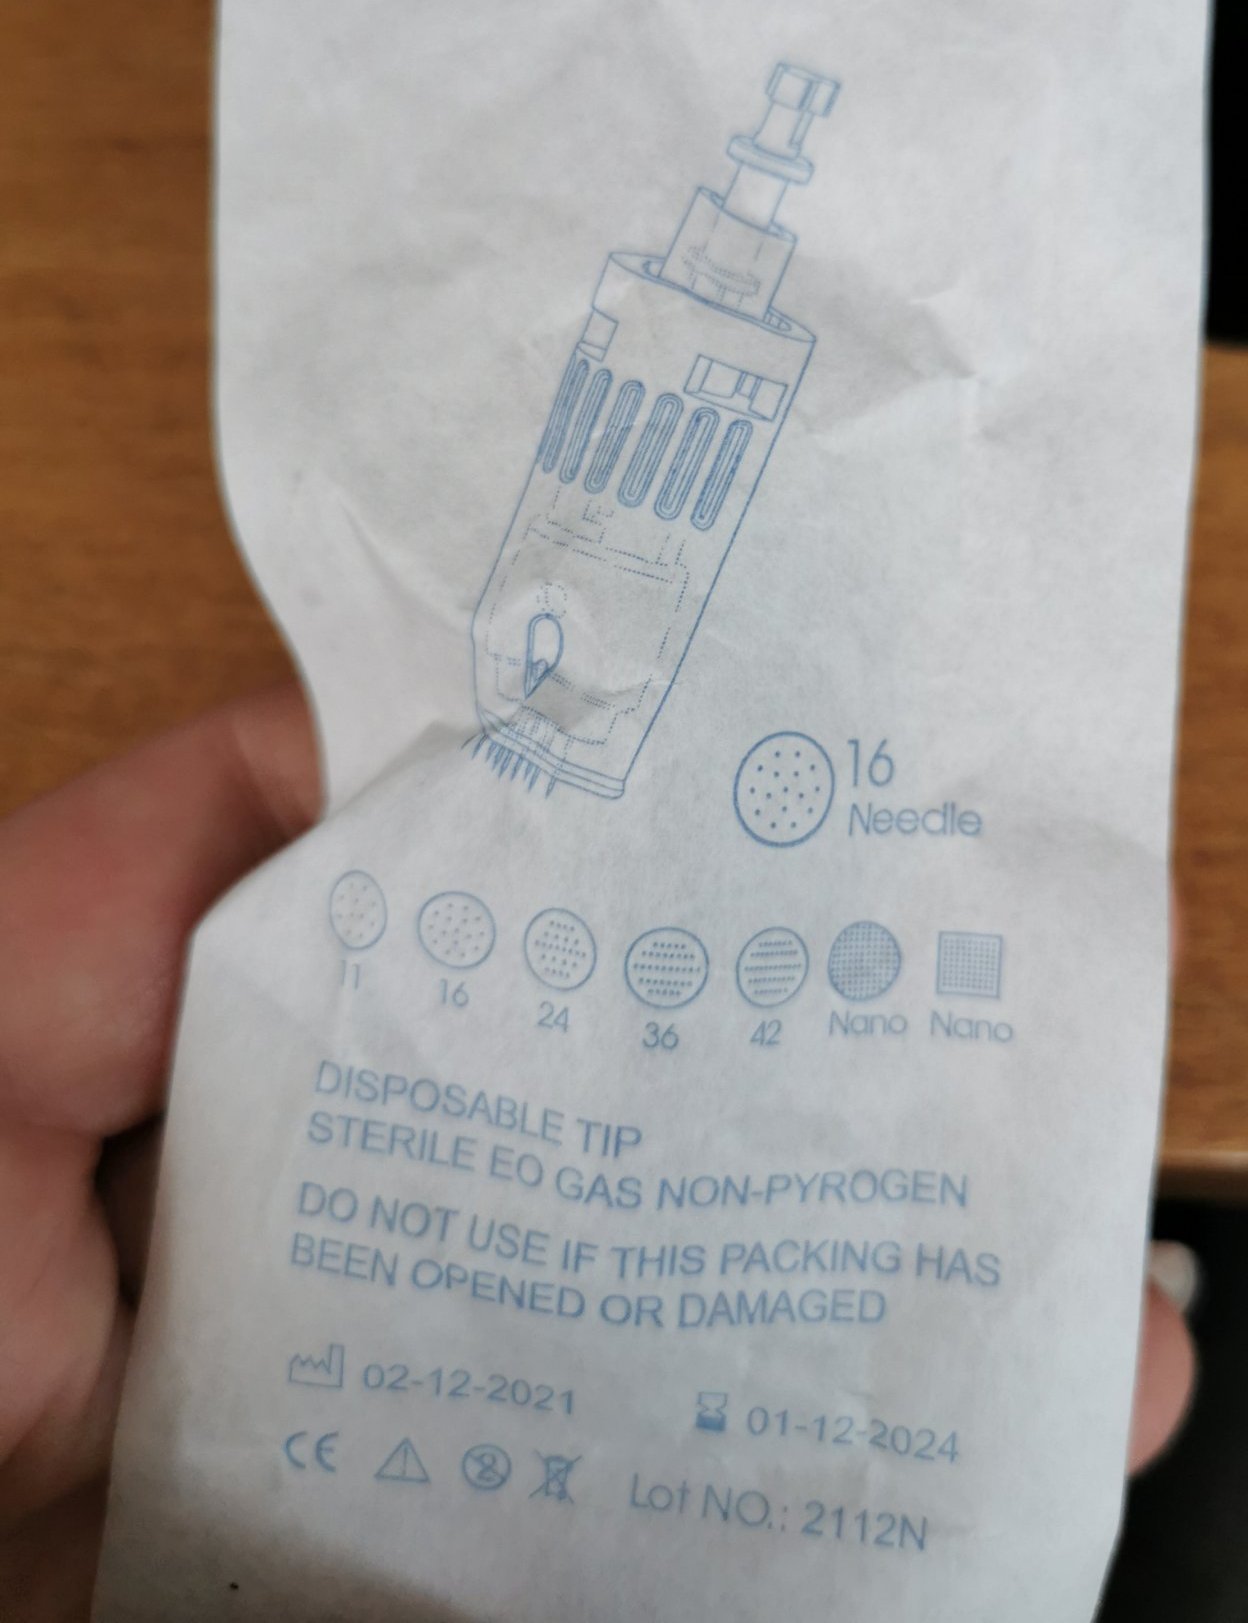 16
Needle
11 16 24 36 42 Nano Nano
DISPOSABLE TIP
STERILE EO GAS NON-PYROGEN
DO NOT USE IF THIS PACKING HAS
BEEN OPENED OR DAMAGED
02-12-2021 01-12-2024
CE 2 Lot NO.: 2112N